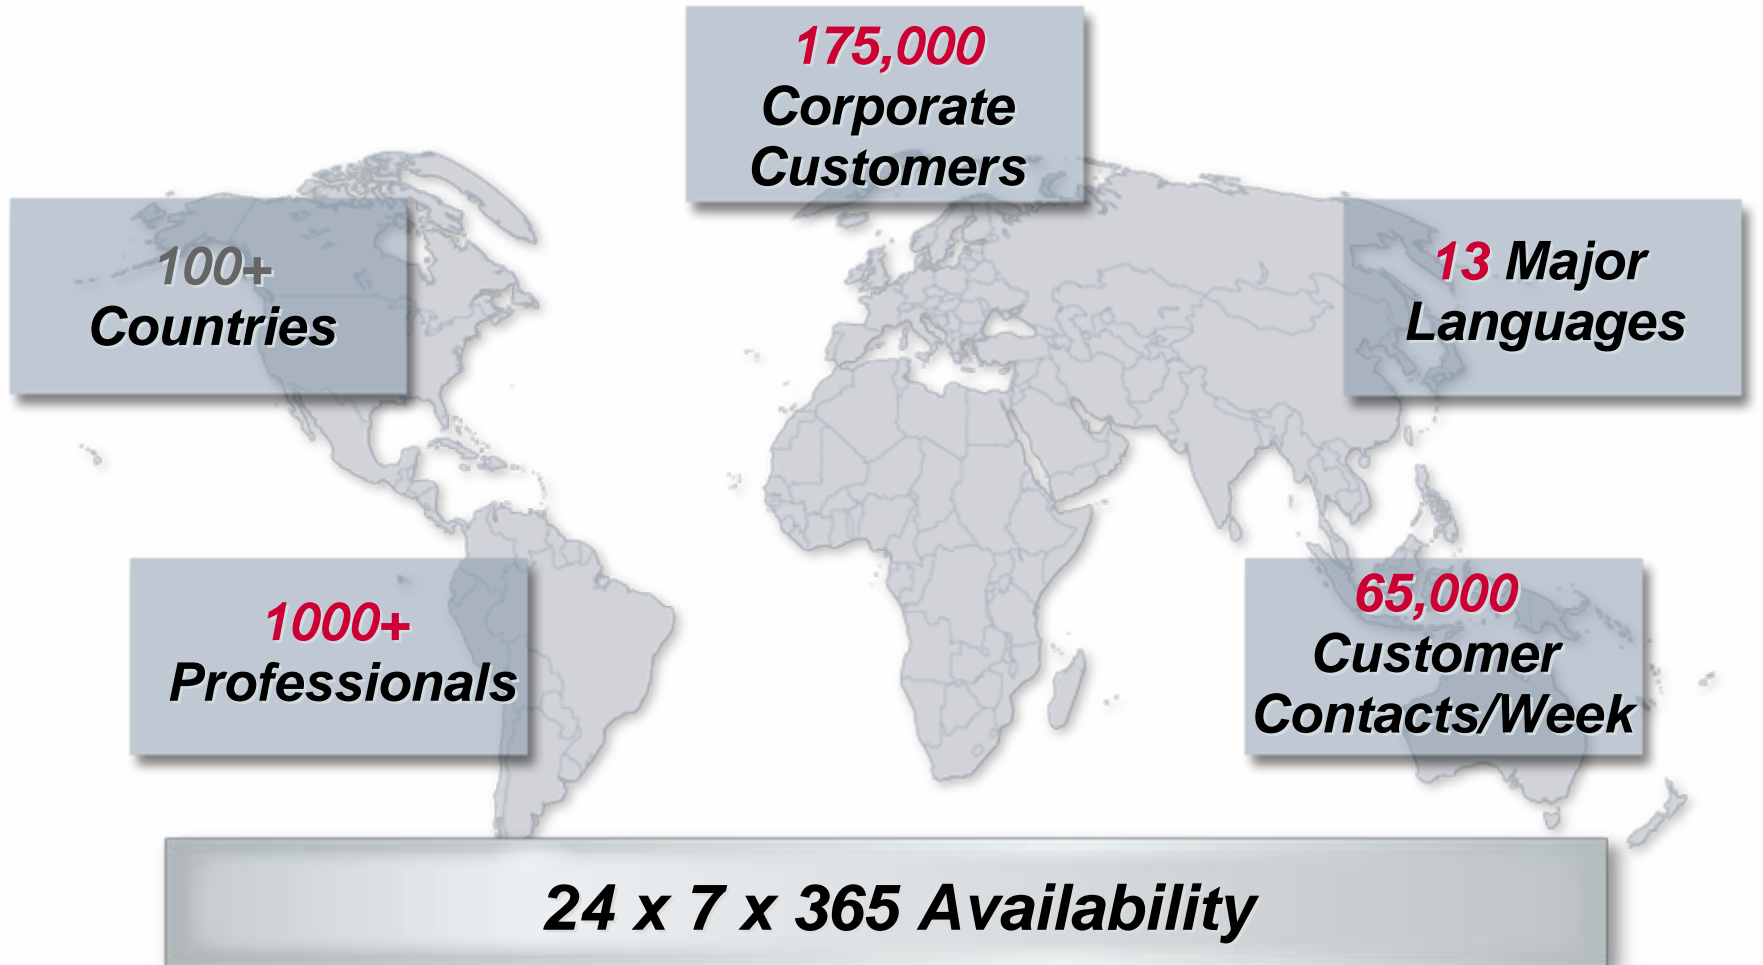 175,000
Corporate
Customers
100+
Countries
13 Major
Languages
1000+
Professionals
65,000
Customer
Contacts/Week
24 x 7 x 365 Availability